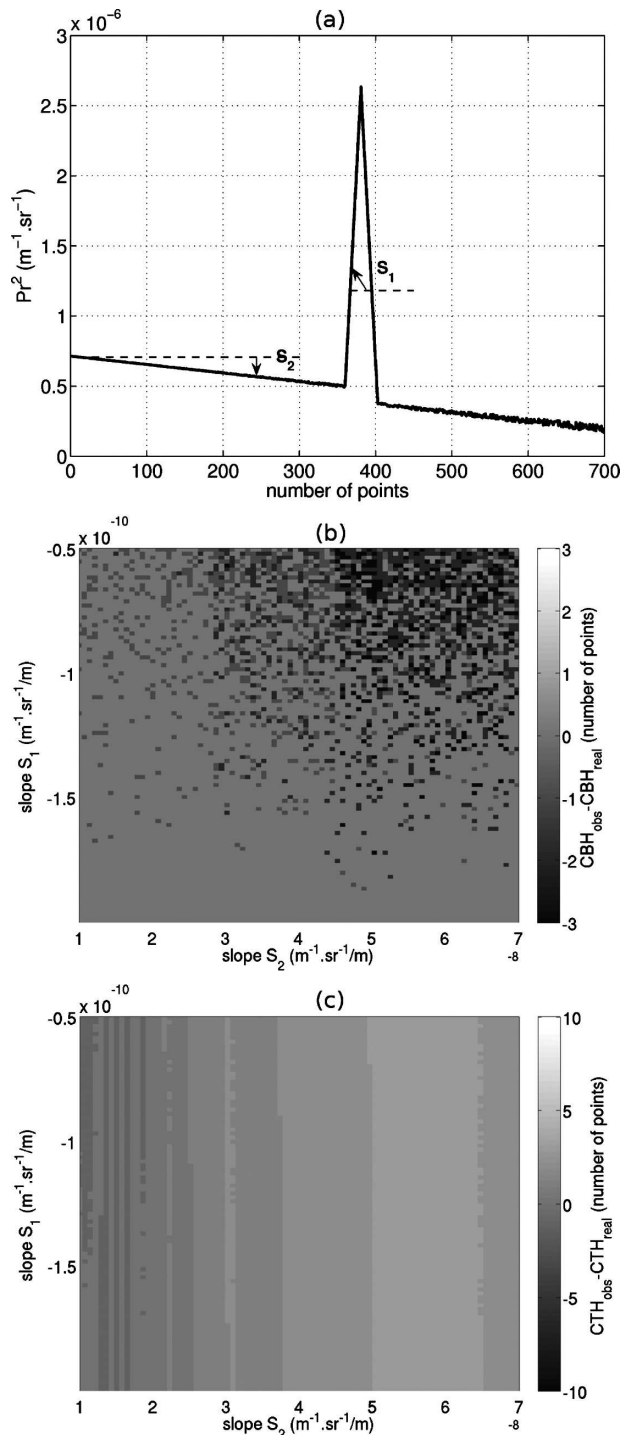 (a)
x 10⁻⁶
3
2.5
2
1.5
1
0.5
0
Pr² (m⁻¹.sr⁻¹)
S₁
S₂
0 100 200 300 400 500 600 700
number of points
(b)
x 10⁻¹⁰
-0.5
-1
-1.5
slope S₁ (m⁻¹.sr⁻¹/m)
1 2 3 4 5 6 7
slope S₂ (m⁻¹.sr⁻¹/m)
-8
3
2
1
0
-1
-2
-3
CBH_obs-CBH_real (number of points)
(c)
x 10⁻¹⁰
-0.5
-1
-1.5
slope S₁ (m⁻¹.sr⁻¹/m)
1 2 3 4 5 6 7
slope S₂ (m⁻¹.sr⁻¹/m)
-8
10
5
0
-5
-10
CTH_obs-CTH_real (number of points)